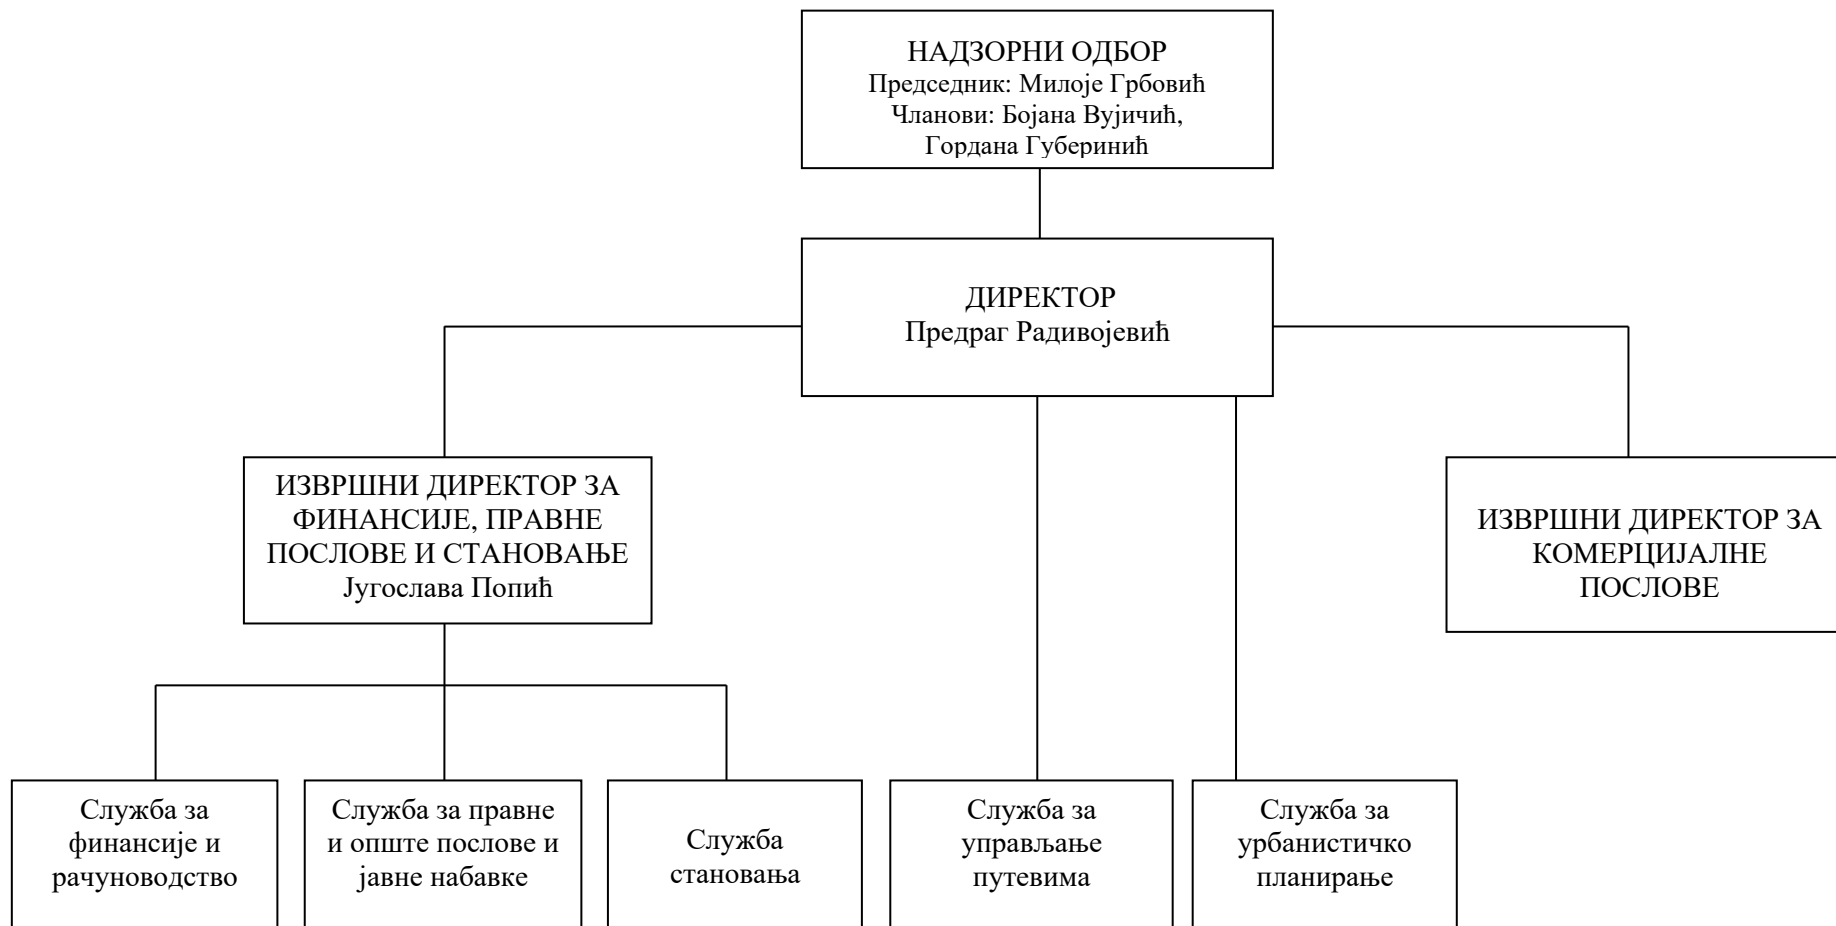 НАДЗОРНИ ОДБОР
Председник: Милоје Грбовић
Чланови: Бојана Вујичић,
Гордана Губеринић
ДИРЕКТОР
Предраг Радивојевић
ИЗВРШНИ ДИРЕКТОР ЗА
ФИНАНСИЈЕ, ПРАВНЕ
ПОСЛОВЕ И СТАНОВАЊЕ
Југослава Попић
ИЗВРШНИ ДИРЕКТОР ЗА
КОМЕРЦИЈАЛНЕ
ПОСЛОВЕ
Служба за
финансије и
рачуноводство
Служба за правне
и опште послове и
јавне набавке
Служба
становања
Служба за
управљање
путевима
Служба за
урбанистичко
планирање